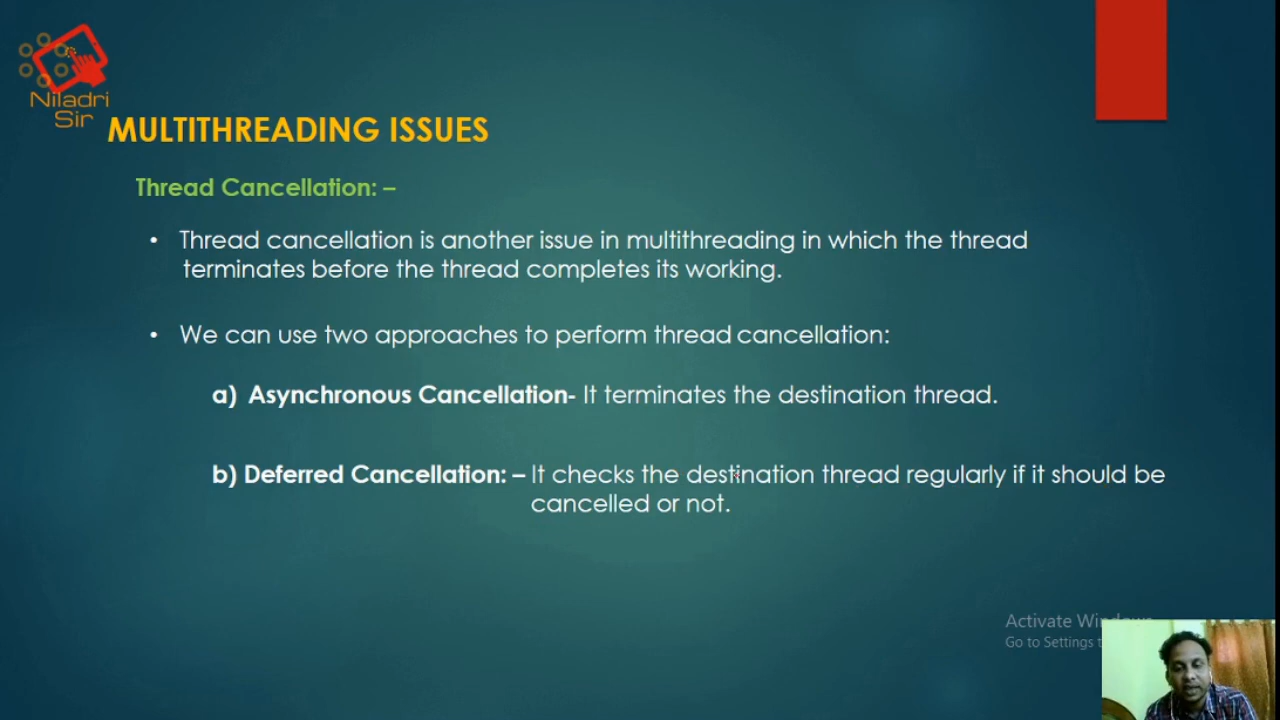 Niladri
Sir
MULTITHREADING ISSUES
Thread Cancellation: –
• Thread cancellation is another issue in multithreading in which the thread
terminates before the thread completes its working.
• We can use two approaches to perform thread cancellation:
a) Asynchronous Cancellation- It terminates the destination thread.
b) Deferred Cancellation: – It checks the destination thread regularly if it should be
cancelled or not.
Activate Windows
Go to Settings